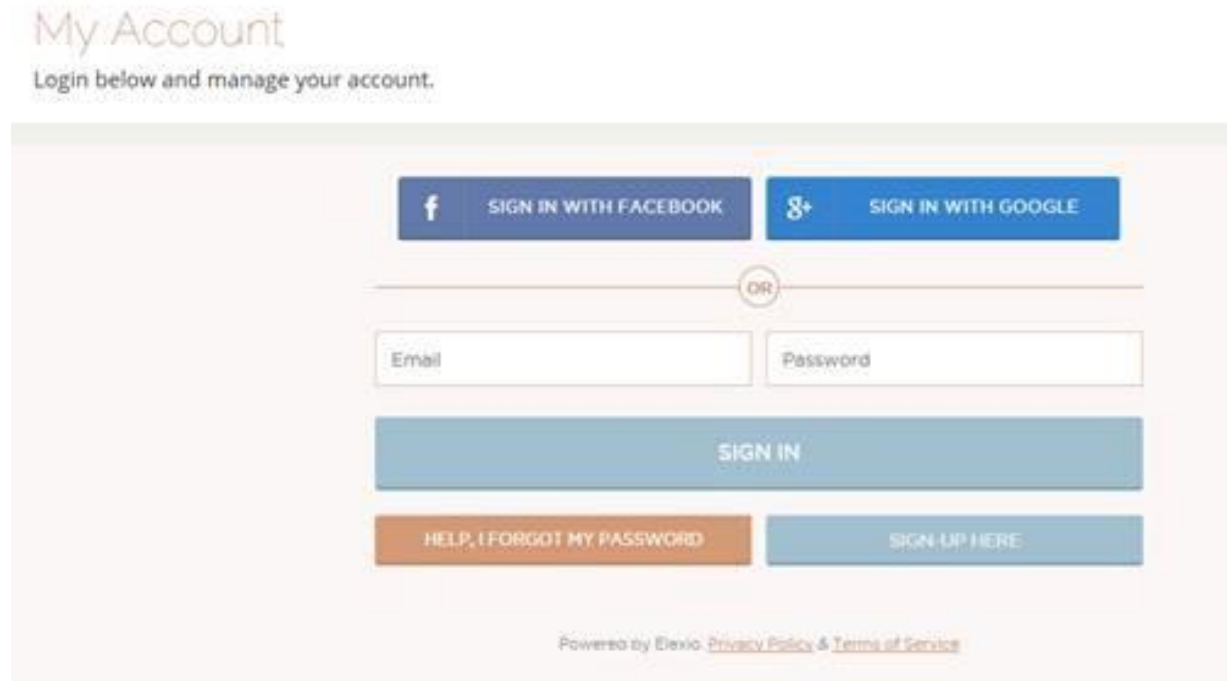 My Account
Login below and manage your account.
f SIGN IN WITH FACEBOOK
g+ SIGN IN WITH GOOGLE
OR
Email
Password
SIGN IN
HELP, I FORGOT MY PASSWORD
SIGN-UP HERE
Powered by Elexio. Privacy Policy & Terms of Service